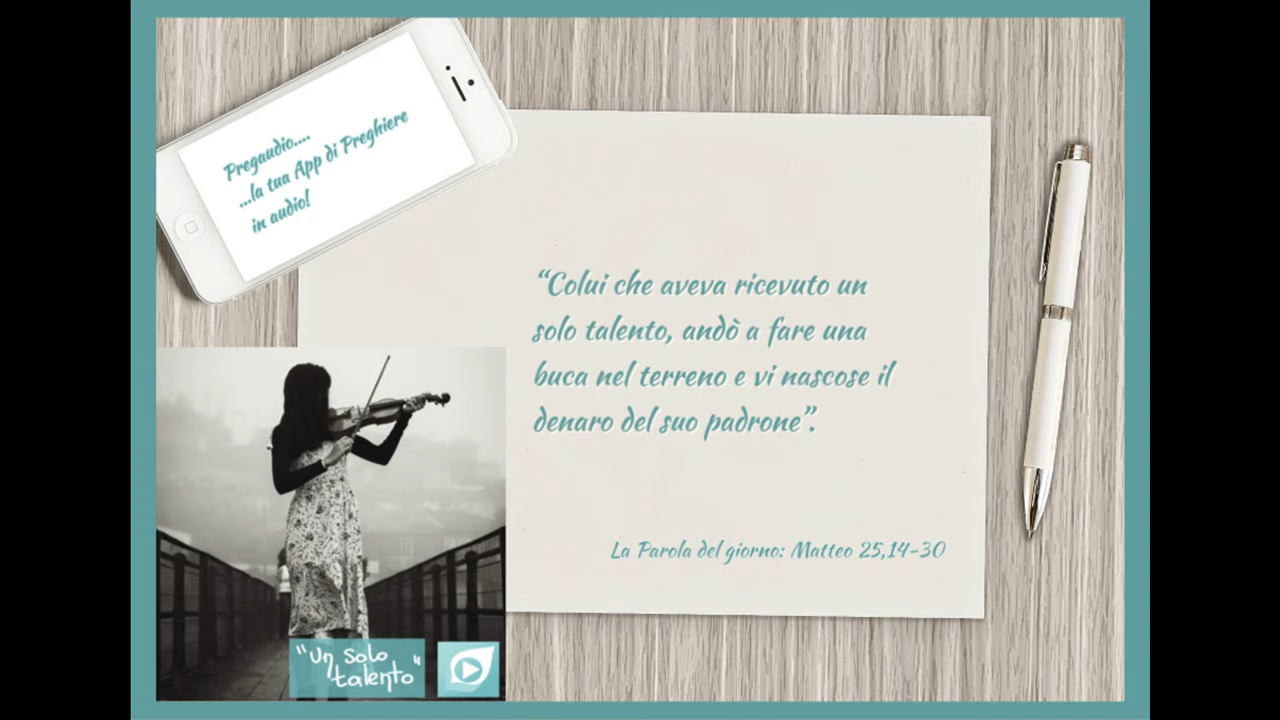 Pregaudio....
...la tua App di Preghiere
in audio!
“Colui che aveva ricevuto un
solo talento, andò a fare una
buca nel terreno e vi nascose il
denaro del suo padrone”.
La Parola del giorno: Matteo 25,14-30
"Un solo
talento"